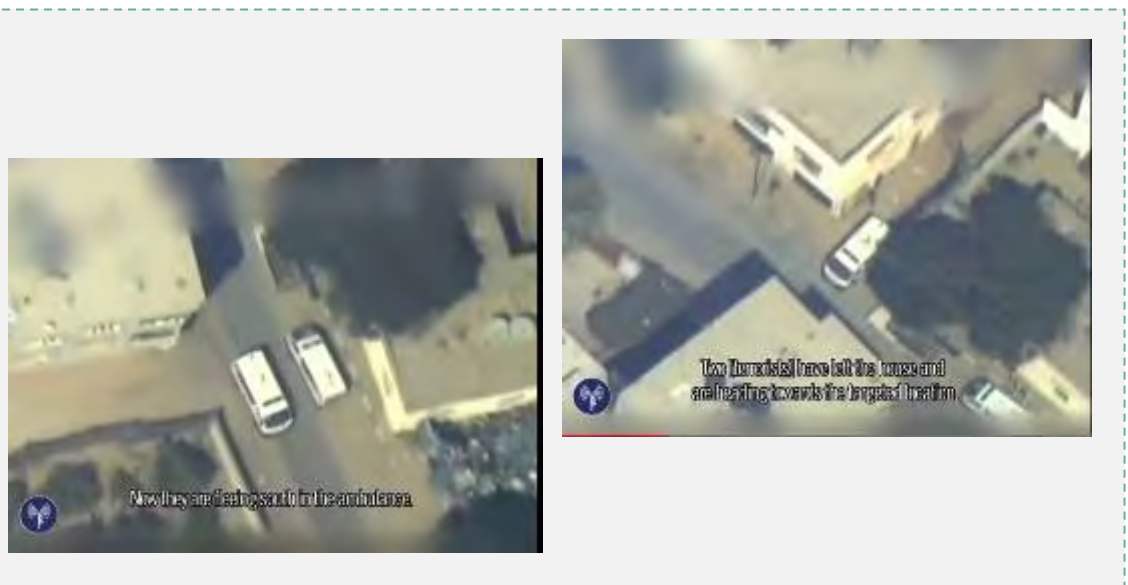 Now they are fleeing south in the ambulance.
Two [terrorists] have left the house and
are heading towards the targeted location.